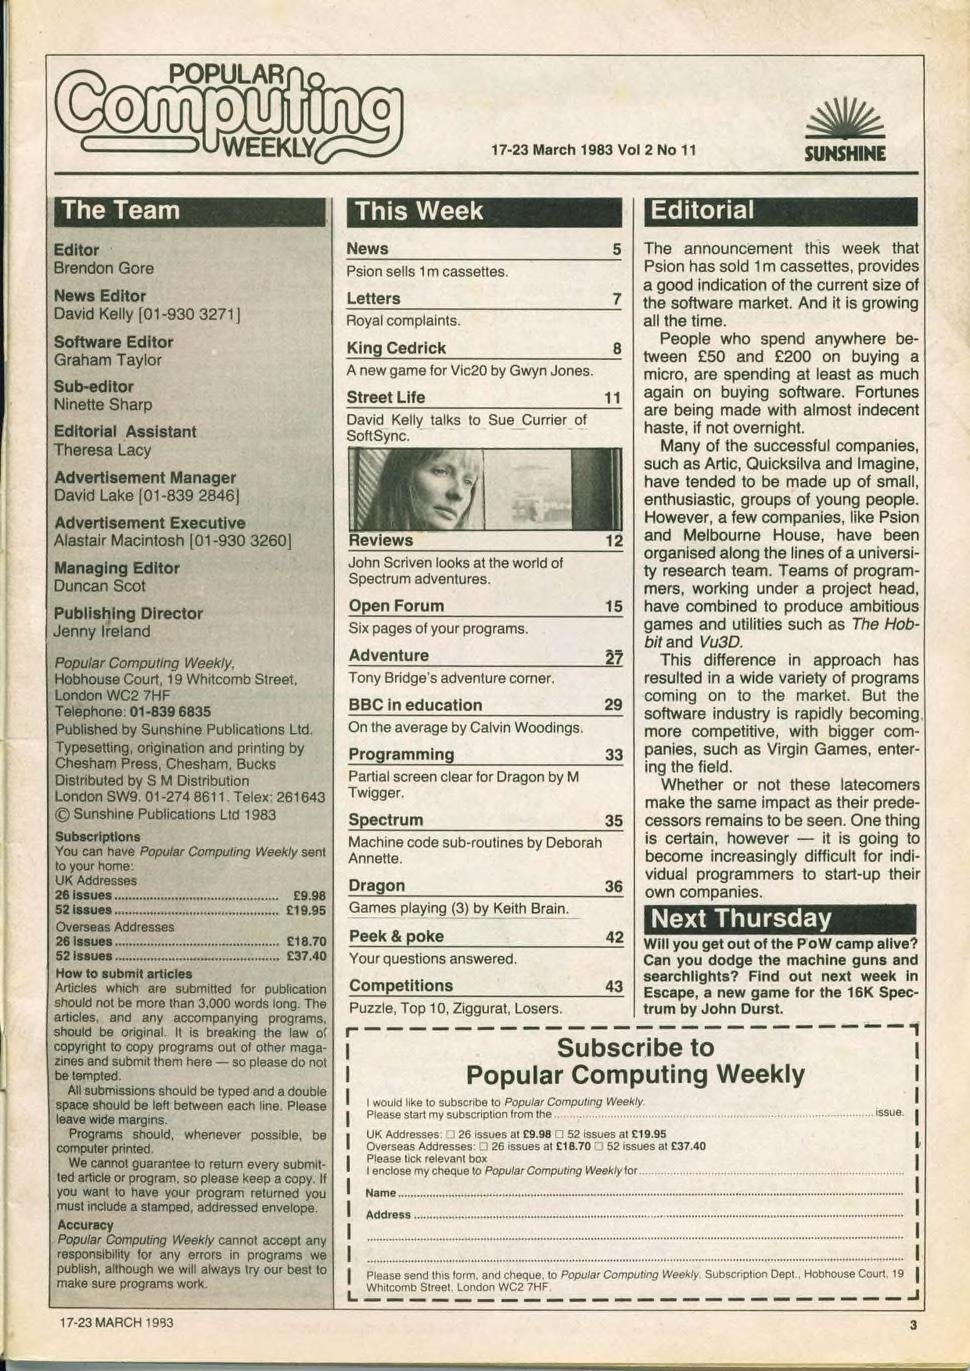 POPULAR
Computing
WEEKLY
17-23 March 1983 Vol 2 No 11
SUNSHINE
The Team
Editor
Brendon Gore
News Editor
David Kelly [01-930 3271]
Software Editor
Graham Taylor
Sub-editor
Ninette Sharp
Editorial Assistant
Theresa Lacy
Advertisement Manager
David Lake [01-839 2846]
Advertisement Executive
Alastair Macintosh [01-930 3260]
Managing Editor
Duncan Scot
Publishing Director
Jenny Ireland
Popular Computing Weekly,
Hobhouse Court, 19 Whitcomb Street,
London WC2 7HF
Telephone: 01-839 6835
Published by Sunshine Publications Ltd.
Typesetting, origination and printing by
Chesham Press, Chesham, Bucks
Distributed by S M Distribution
London SW9. 01-274 8611. Telex: 261643
© Sunshine Publications Ltd 1983
Subscriptions
You can have Popular Computing Weekly sent
to your home:
UK Addresses
26 issues ............ £9.98
52 issues ............ £19.95
Overseas Addresses
26 issues ............ £18.70
52 issues ............ £37.40
How to submit articles
Articles which are submitted for publication
should not be more than 3,000 words long. The
articles, and any accompanying programs,
should be original. It is breaking the law of
copyright to copy programs out of other maga-
zines and submit them here — so please do not
be tempted.
All submissions should be typed and a double
space should be left between each line. Please
leave wide margins.
Programs should, whenever possible, be
computer printed.
We cannot guarantee to return every submit-
ted article or program, so please keep a copy. If
you want to have your program returned you
must include a stamped, addressed envelope.
Accuracy
Popular Computing Weekly cannot accept any
responsibility for any errors in programs we
publish, although we will always try our best to
make sure programs work.
This Week
News 5
Psion sells 1m cassettes.
Letters 7
Royal complaints.
King Cedrick 8
A new game for Vic20 by Gwyn Jones.
Street Life 11
David Kelly talks to Sue Currier of
SoftSync.
Reviews 12
John Scriven looks at the world of
Spectrum adventures.
Open Forum 15
Six pages of your programs.
Adventure 27
Tony Bridge's adventure corner.
BBC in education 29
On the average by Calvin Woodings.
Programming 33
Partial screen clear for Dragon by M
Twigger.
Spectrum 35
Machine code sub-routines by Deborah
Annette.
Dragon 36
Games playing (3) by Keith Brain.
Peek & poke 42
Your questions answered.
Competitions 43
Puzzle, Top 10, Ziggurat, Losers.
Editorial
The announcement this week that
Psion has sold 1m cassettes, provides
a good indication of the current size of
the software market. And it is growing
all the time.
People who spend anywhere be-
tween £50 and £200 on buying a
micro, are spending at least as much
again on buying software. Fortunes
are being made with almost indecent
haste, if not overnight.
Many of the successful companies,
such as Artic, Quicksilva and Imagine,
have tended to be made up of small,
enthusiastic, groups of young people.
However, a few companies, like Psion
and Melbourne House, have been
organised along the lines of a universi-
ty research team. Teams of program-
mers, working under a project head,
have combined to produce ambitious
games and utilities such as The Hob-
bit and Vu3D.
This difference in approach has
resulted in a wide variety of programs
coming on to the market. But the
software industry is rapidly becoming
more competitive, with bigger com-
panies, such as Virgin Games, enter-
ing the field.
Whether or not these latecomers
make the same impact as their prede-
cessors remains to be seen. One thing
is certain, however — it is going to
become increasingly difficult for indi-
vidual programmers to start-up their
own companies.
Next Thursday
Will you get out of the PoW camp alive?
Can you dodge the machine guns and
searchlights? Find out next week in
Escape, a new game for the 16K Spec-
trum by John Durst.
Subscribe to
Popular Computing Weekly
I would like to subscribe to Popular Computing Weekly.
Please start my subscription from the ............ issue.
UK Addresses: □ 26 issues at £9.98 □ 52 issues at £19.95
Overseas Addresses: □ 26 issues at £18.70 □ 52 issues at £37.40
Please tick relevant box
I enclose my cheque to Popular Computing Weekly for............
Name............
Address ............
Please send this form, and cheque, to Popular Computing Weekly, Subscription Dept., Hobhouse Court, 19
Whitcomb Street, London WC2 7HF.
17-23 MARCH 1983
3